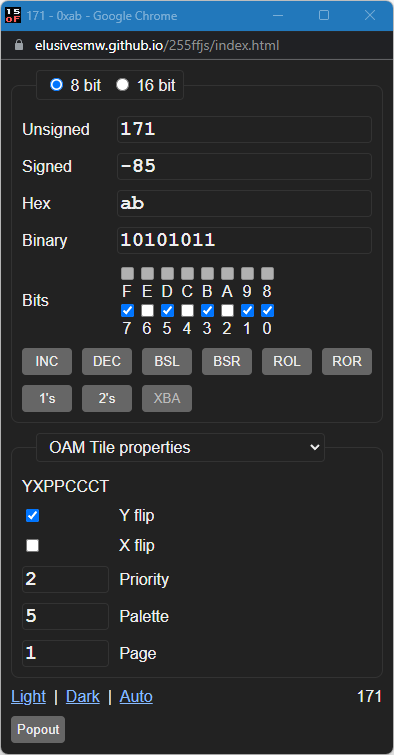 15
0F
171 - 0xab - Google Chrome
elusivesmw.github.io/255ffjs/index.html
8 bit 16 bit
Unsigned 171
Signed -85
Hex ab
Binary 10101011
Bits
F E D C B A 9 8
7 6 5 4 3 2 1 0
INC DEC BSL BSR ROL ROR
1's 2's XBA
OAM Tile properties
YXPPCCCT
Y flip
X flip
2 Priority
5 Palette
1 Page
Light | Dark | Auto 171
Popout